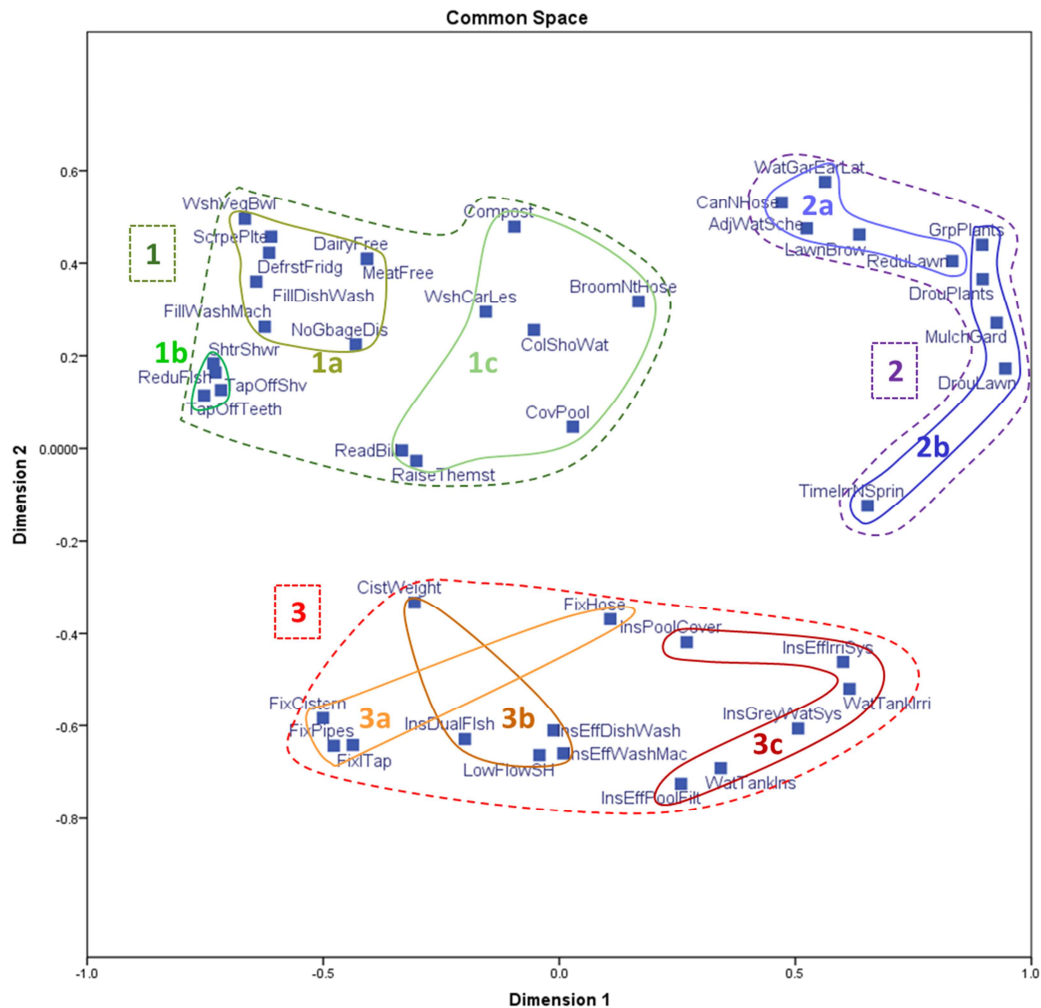 Common Space
0.6
0.4
0.2
0.0000
-0.2
-0.4
-0.6
-0.8
Dimension 2
WshVegBwl
ScrpePlte
DefrstFridg
DairyFree
MeatFree
FillDishWash
FillWashMach
NoGbageDis
1
1a
1b
ShtrShwr
ReduFlsh
TapOffShv
TapOffTeeth
Compost
WshCarLes
BroomNtHose
ColShoWat
1c
CovPool
ReadBill
RaiseThemst
WatGarEarLat
CanNHose
2a
AdjWatSche
LawnBrow
ReduLawn
GrpPlants
DrouPlants
MulchGard
2
DrouLawn
2b
TimeIrrNSprin
3
CistWeight
FixHose
InsPoolCover
InsEffIrriSys
WatTankIrri
FixCistern
3a
FixPipes
FixlTap
InsDualFlsh
3b
InsEffDishWash
InsEffWashMac
LowFlowSH
InsGreyWatSys
3c
WatTankIns
InsEffPoolFilt
-1.0
-0.5
0.0
0.5
1.0
Dimension 1